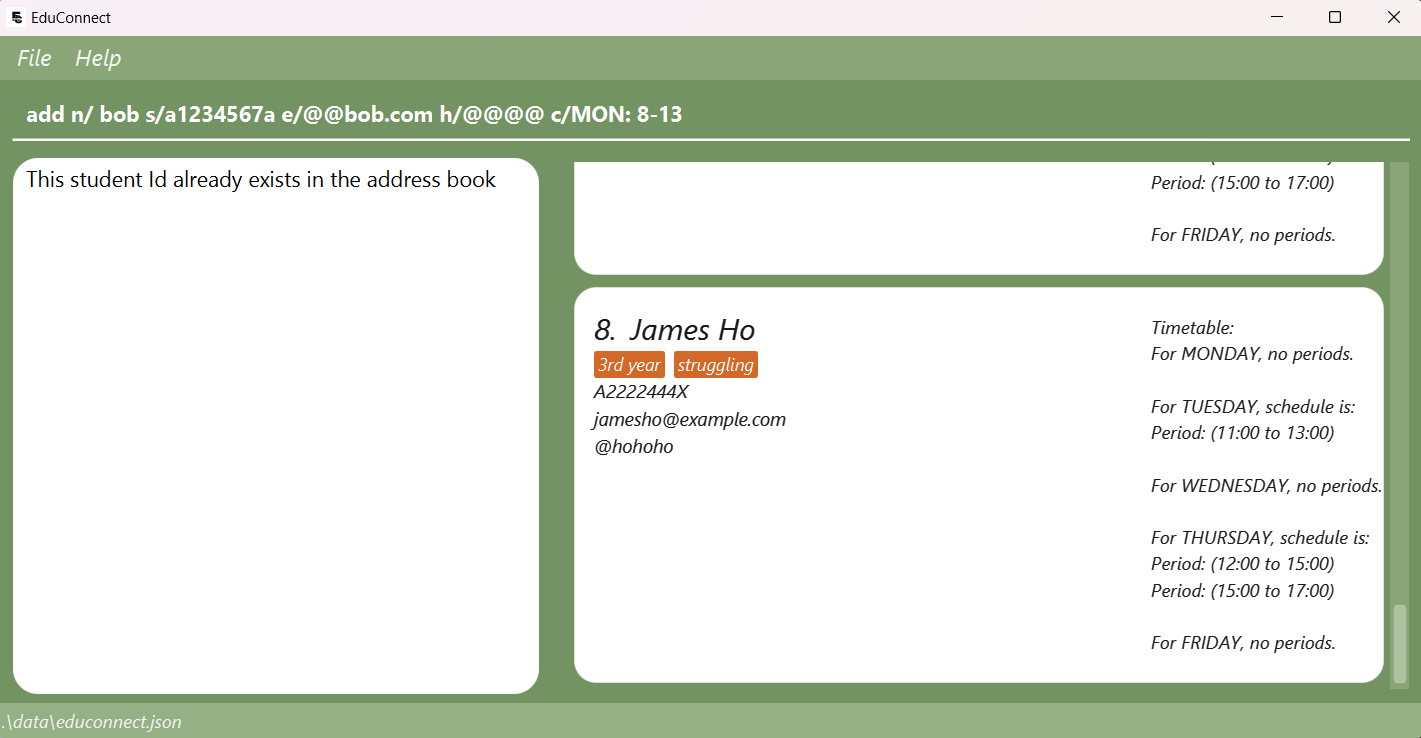 EduConnect
File Help
add n/ bob s/a1234567a e/@@bob.com h/@@@@ c/MON: 8-13
This student Id already exists in the address book
Period: (15:00 to 17:00)
For FRIDAY, no periods.
8. James Ho
3rd year struggling
A2222444X
jamesho@example.com
@hohoho
Timetable:
For MONDAY, no periods.
For TUESDAY, schedule is:
Period: (11:00 to 13:00)
For WEDNESDAY, no periods.
For THURSDAY, schedule is:
Period: (12:00 to 15:00)
Period: (15:00 to 17:00)
For FRIDAY, no periods.
.\data\educonnect.json